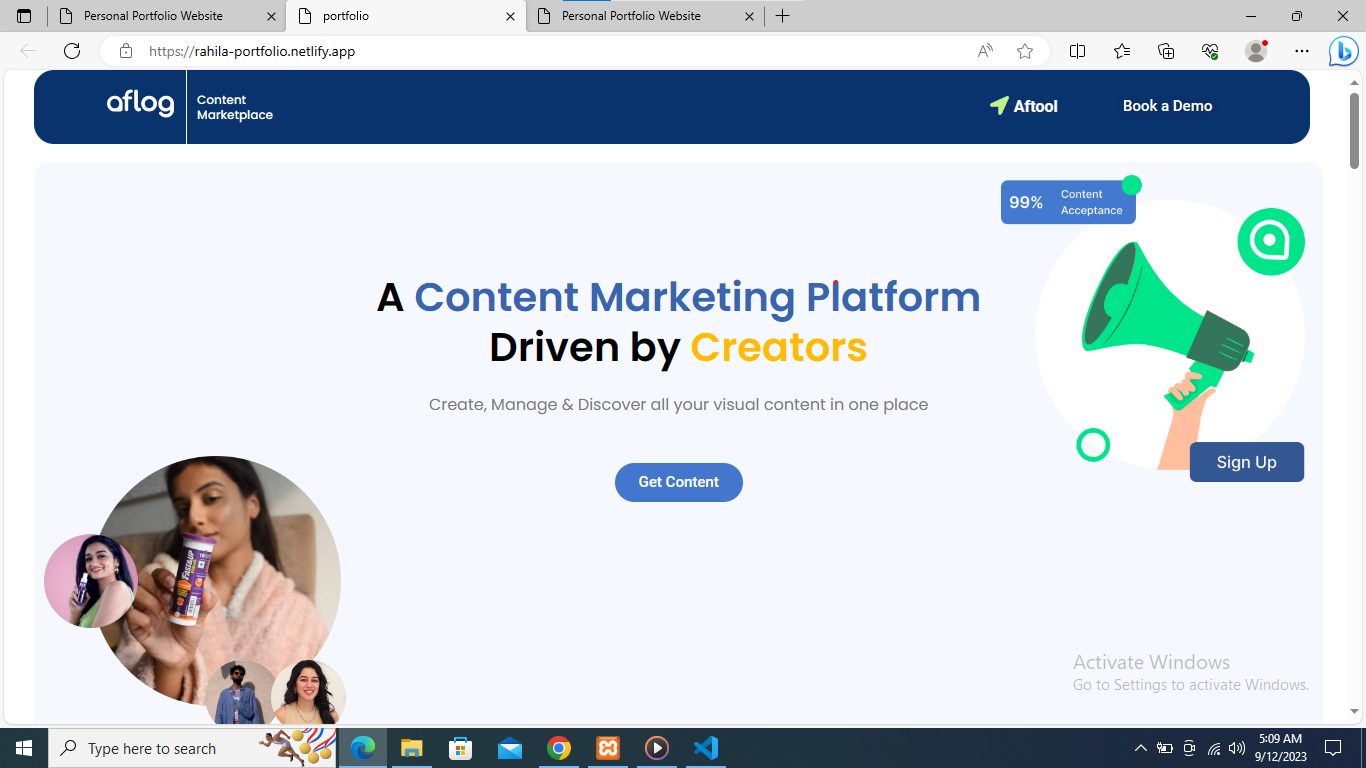 Personal Portfolio Website
portfolio
Personal Portfolio Website
https://rahila-portfolio.netlify.app
aflog
Content
Marketplace
Aftool
Book a Demo
99%
Content
Acceptance
A Content Marketing Platform
Driven by Creators
Create, Manage & Discover all your visual content in one place
Get Content
Sign Up
FAST&UP
Activate Windows
Go to Settings to activate Windows.
Type here to search
5:09 AM
9/12/2023